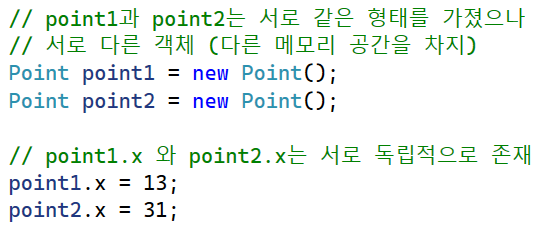 // point1과 point2는 서로 같은 형태를 가졌으나
// 서로 다른 객체 (다른 메모리 공간을 차지)
Point point1 = new Point();
Point point2 = new Point();
// point1.x 와 point2.x는 서로 독립적으로 존재
point1.x = 13;
point2.x = 31;